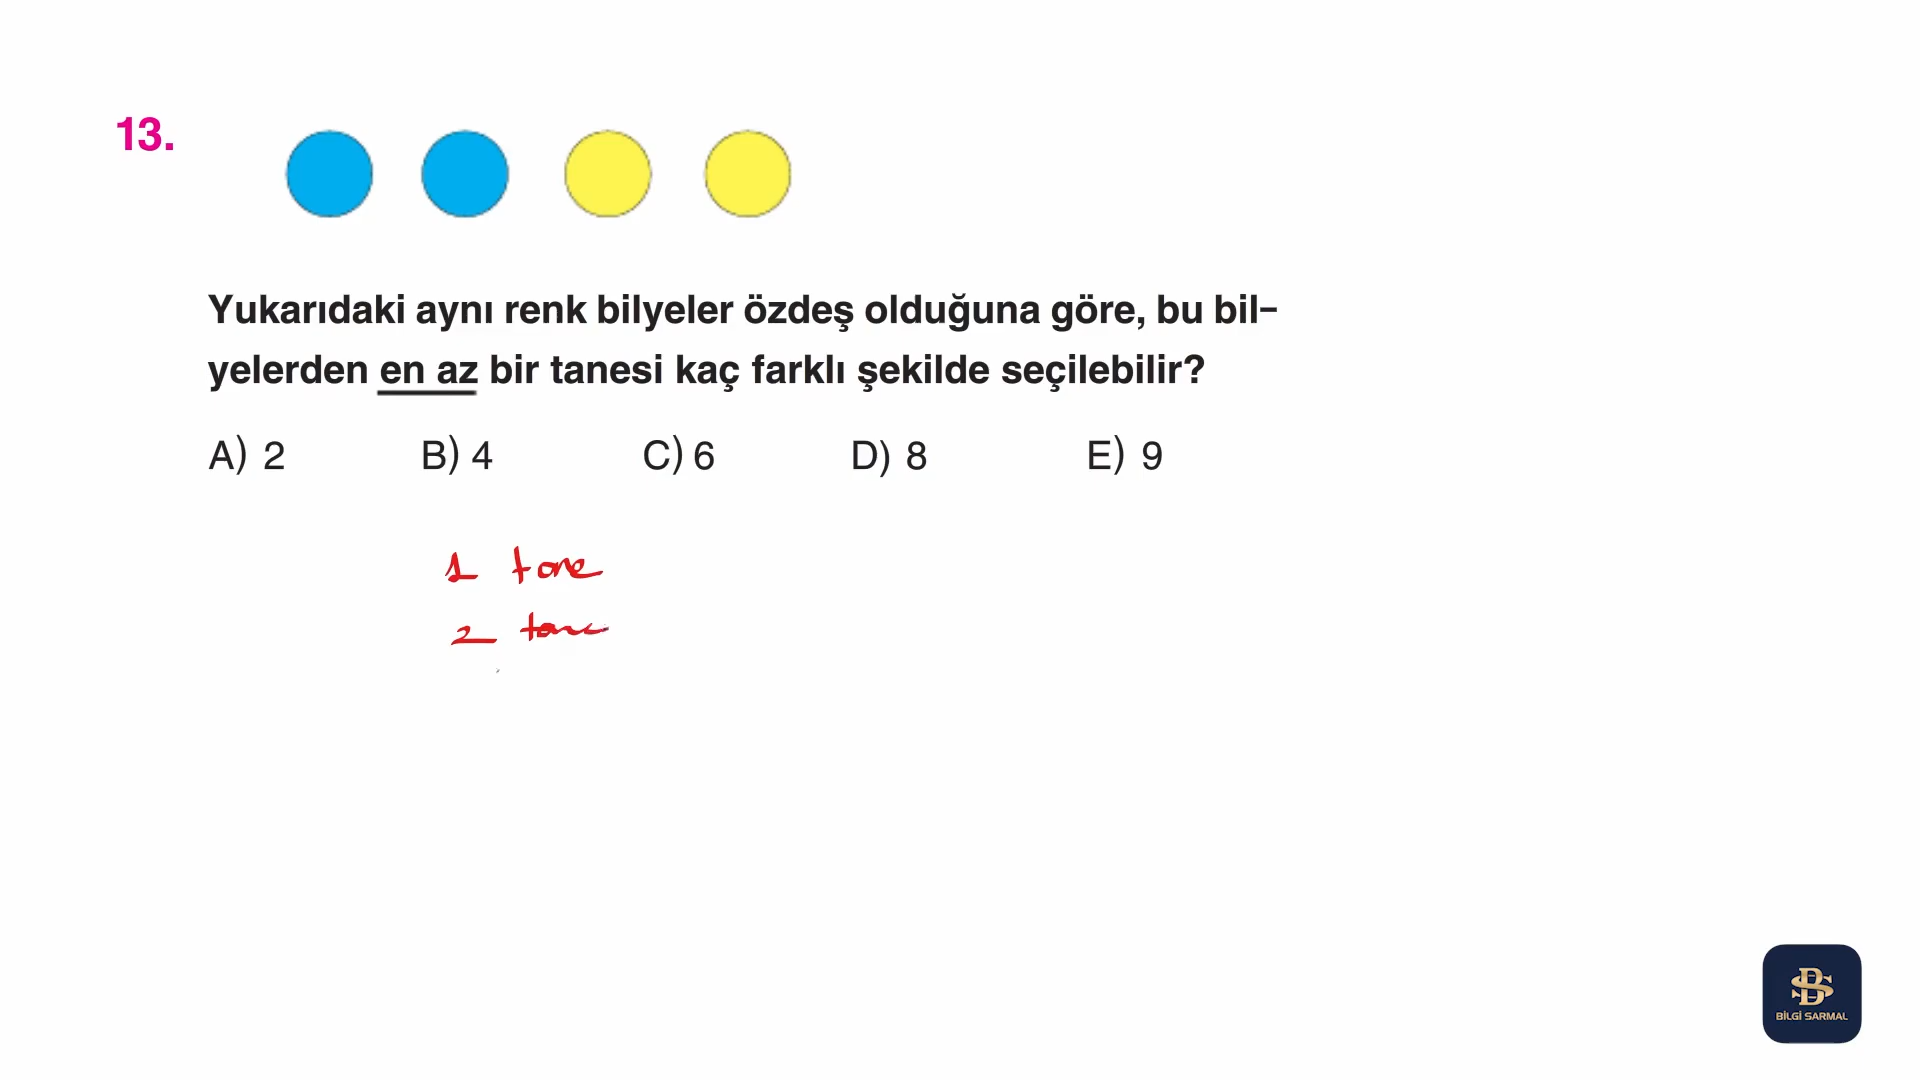 13.
Yukarıdaki aynı renk bilyeler özdeş olduğuna göre, bu bil-
yelerden en az bir tanesi kaç farklı şekilde seçilebilir?
A) 2 B) 4 C) 6 D) 8 E) 9
1 tane
2 tane
BİLGİ SARMAL